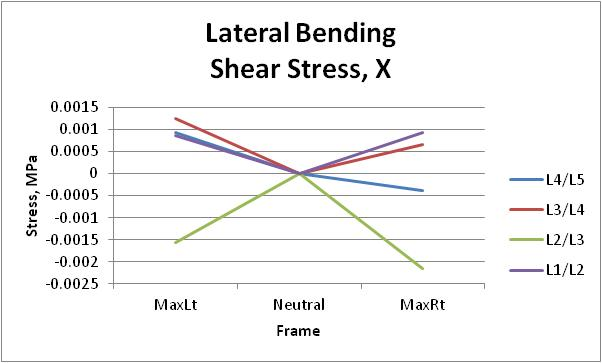 Lateral Bending
Shear Stress, X
0.0015
0.001
0.0005
0
-0.0005
-0.001
-0.0015
-0.002
-0.0025
Stress, MPa
MaxLt Neutral MaxRt
Frame
L4/L5
L3/L4
L2/L3
L1/L2